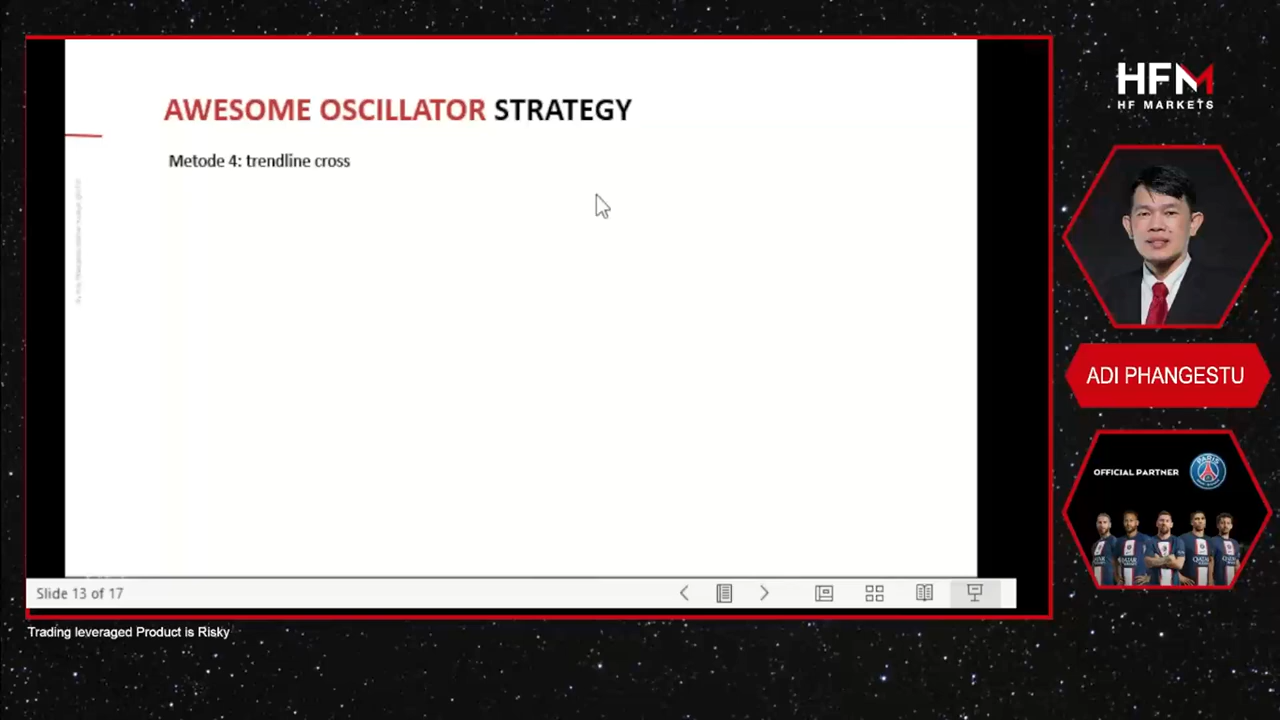 AWESOME OSCILLATOR STRATEGY
Metode 4: trendline cross
Slide 13 of 17
Trading leveraged Product is Risky
HFM
HF MARKETS
ADI PHANGESTU
OFFICIAL PARTNER
PARIS